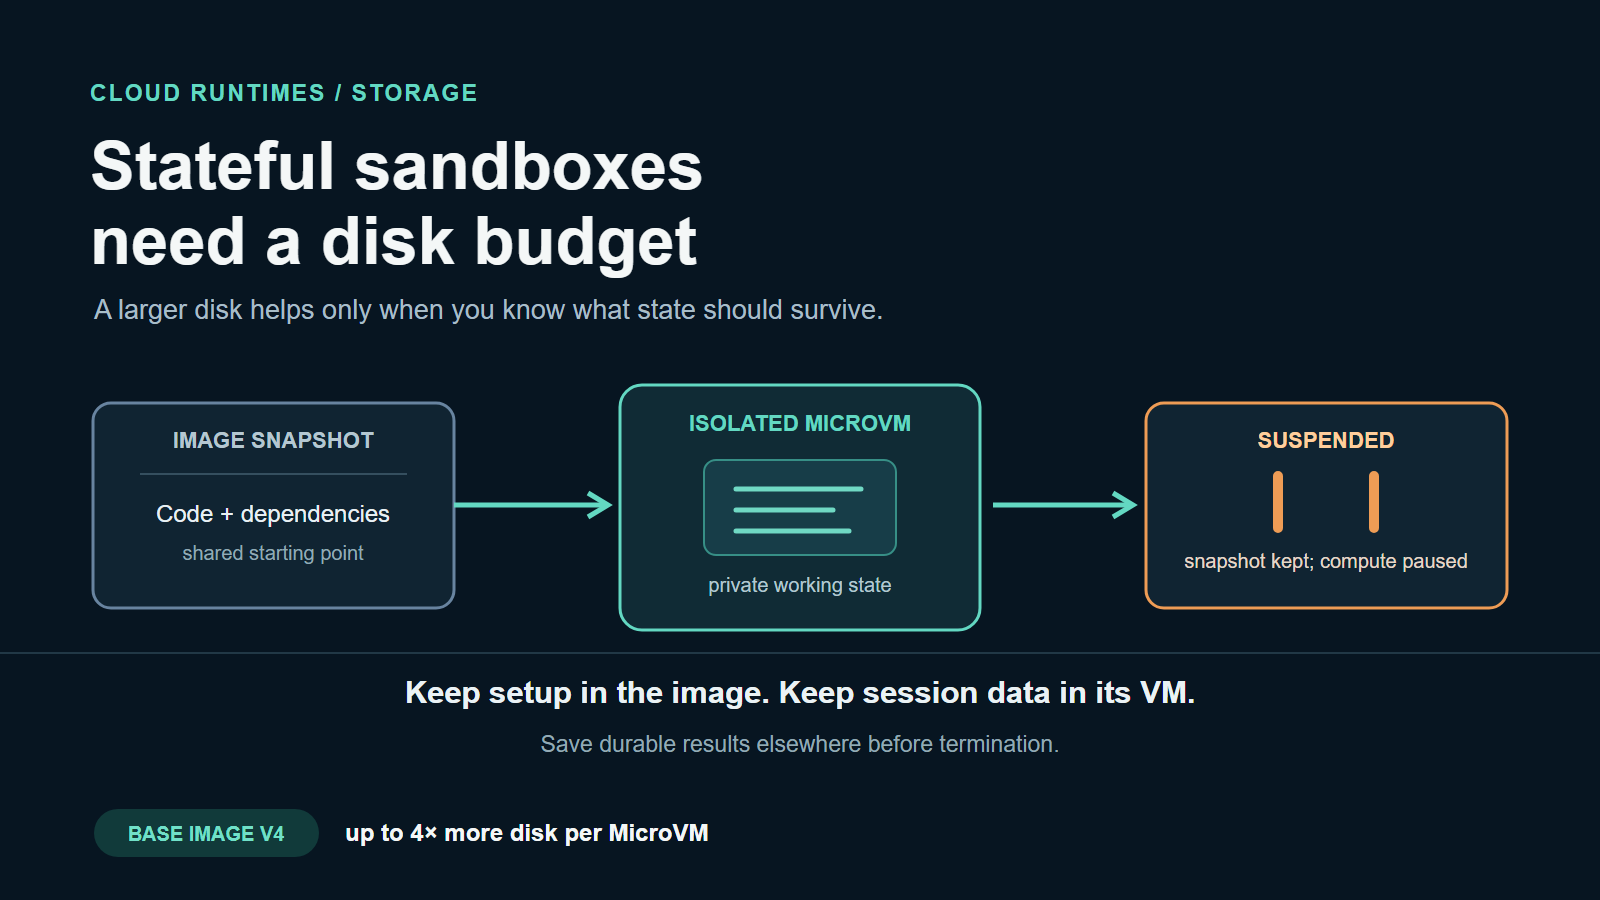 CLOUD RUNTIMES / STORAGE
Stateful sandboxes
need a disk budget
A larger disk helps only when you know what state should survive.
IMAGE SNAPSHOT
Code + dependencies
shared starting point
ISOLATED MICROVM
private working state
SUSPENDED
snapshot kept; compute paused
Keep setup in the image. Keep session data in its VM.
Save durable results elsewhere before termination.
BASE IMAGE V4
up to 4× more disk per MicroVM